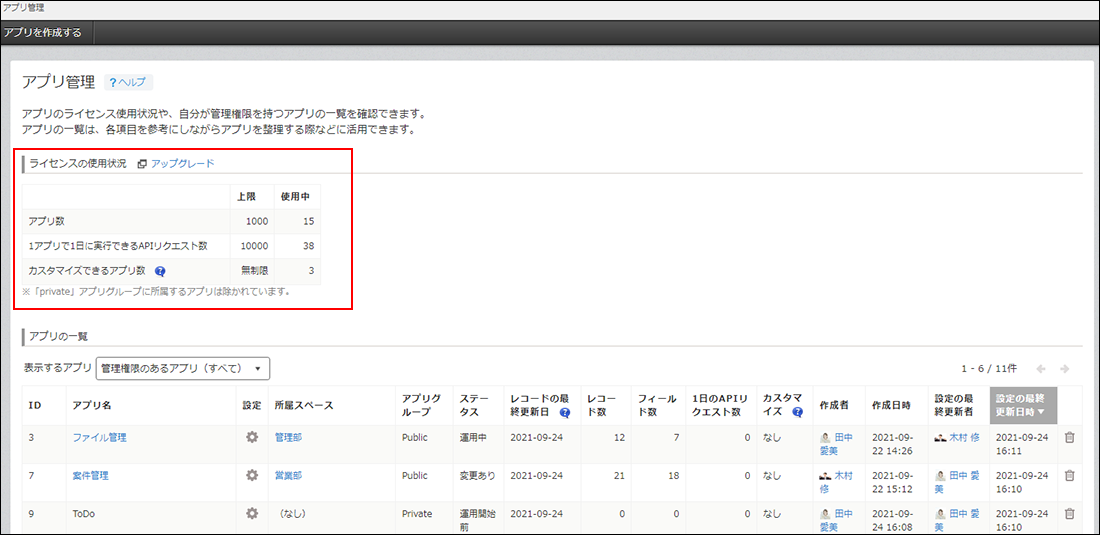 アプリ管理
アプリを作成する
アプリ管理 ?ヘルプ
アプリのライセンス使用状況や、自分が管理権限を持つアプリの一覧を確認できます。
アプリの一覧は、各項目を参考にしながらアプリを整理する際などに活用できます。
ライセンスの使用状況 アップグレード
上限 使用中
アプリ数 1000 15
1アプリで1日に実行できるAPIリクエスト数 10000 38
カスタマイズできるアプリ数 ? 無制限 3
※「private」アプリグループに所属するアプリは除かれています。
アプリの一覧
表示するアプリ 管理権限のあるアプリ（すべて） ▼ 1 - 6 / 11件
ID アプリ名 設定 所属スペース アプリグループ ステータス レコードの最終更新日 ? レコード数 フィールド数 1日のAPIリクエスト数 カスタマイズ ? 作成者 作成日時 設定の最終更新者 設定の最終更新日時▼
3 ファイル管理 管理部 Public 運用中 2021-09-24 12 7 0 なし 田中 愛美 2021-09-22 14:26 木村 修 2021-09-24 16:11
7 案件管理 営業部 Public 変更あり 2021-09-24 21 18 0 なし 木村 修 2021-09-22 15:12 田中 愛美 2021-09-24 16:10
9 ToDo （なし） Private 運用開始前 2021-09-24 0 0 0 なし 田中 愛美 2021-09-24 16:08 田中 愛美 2021-09-24 16:10